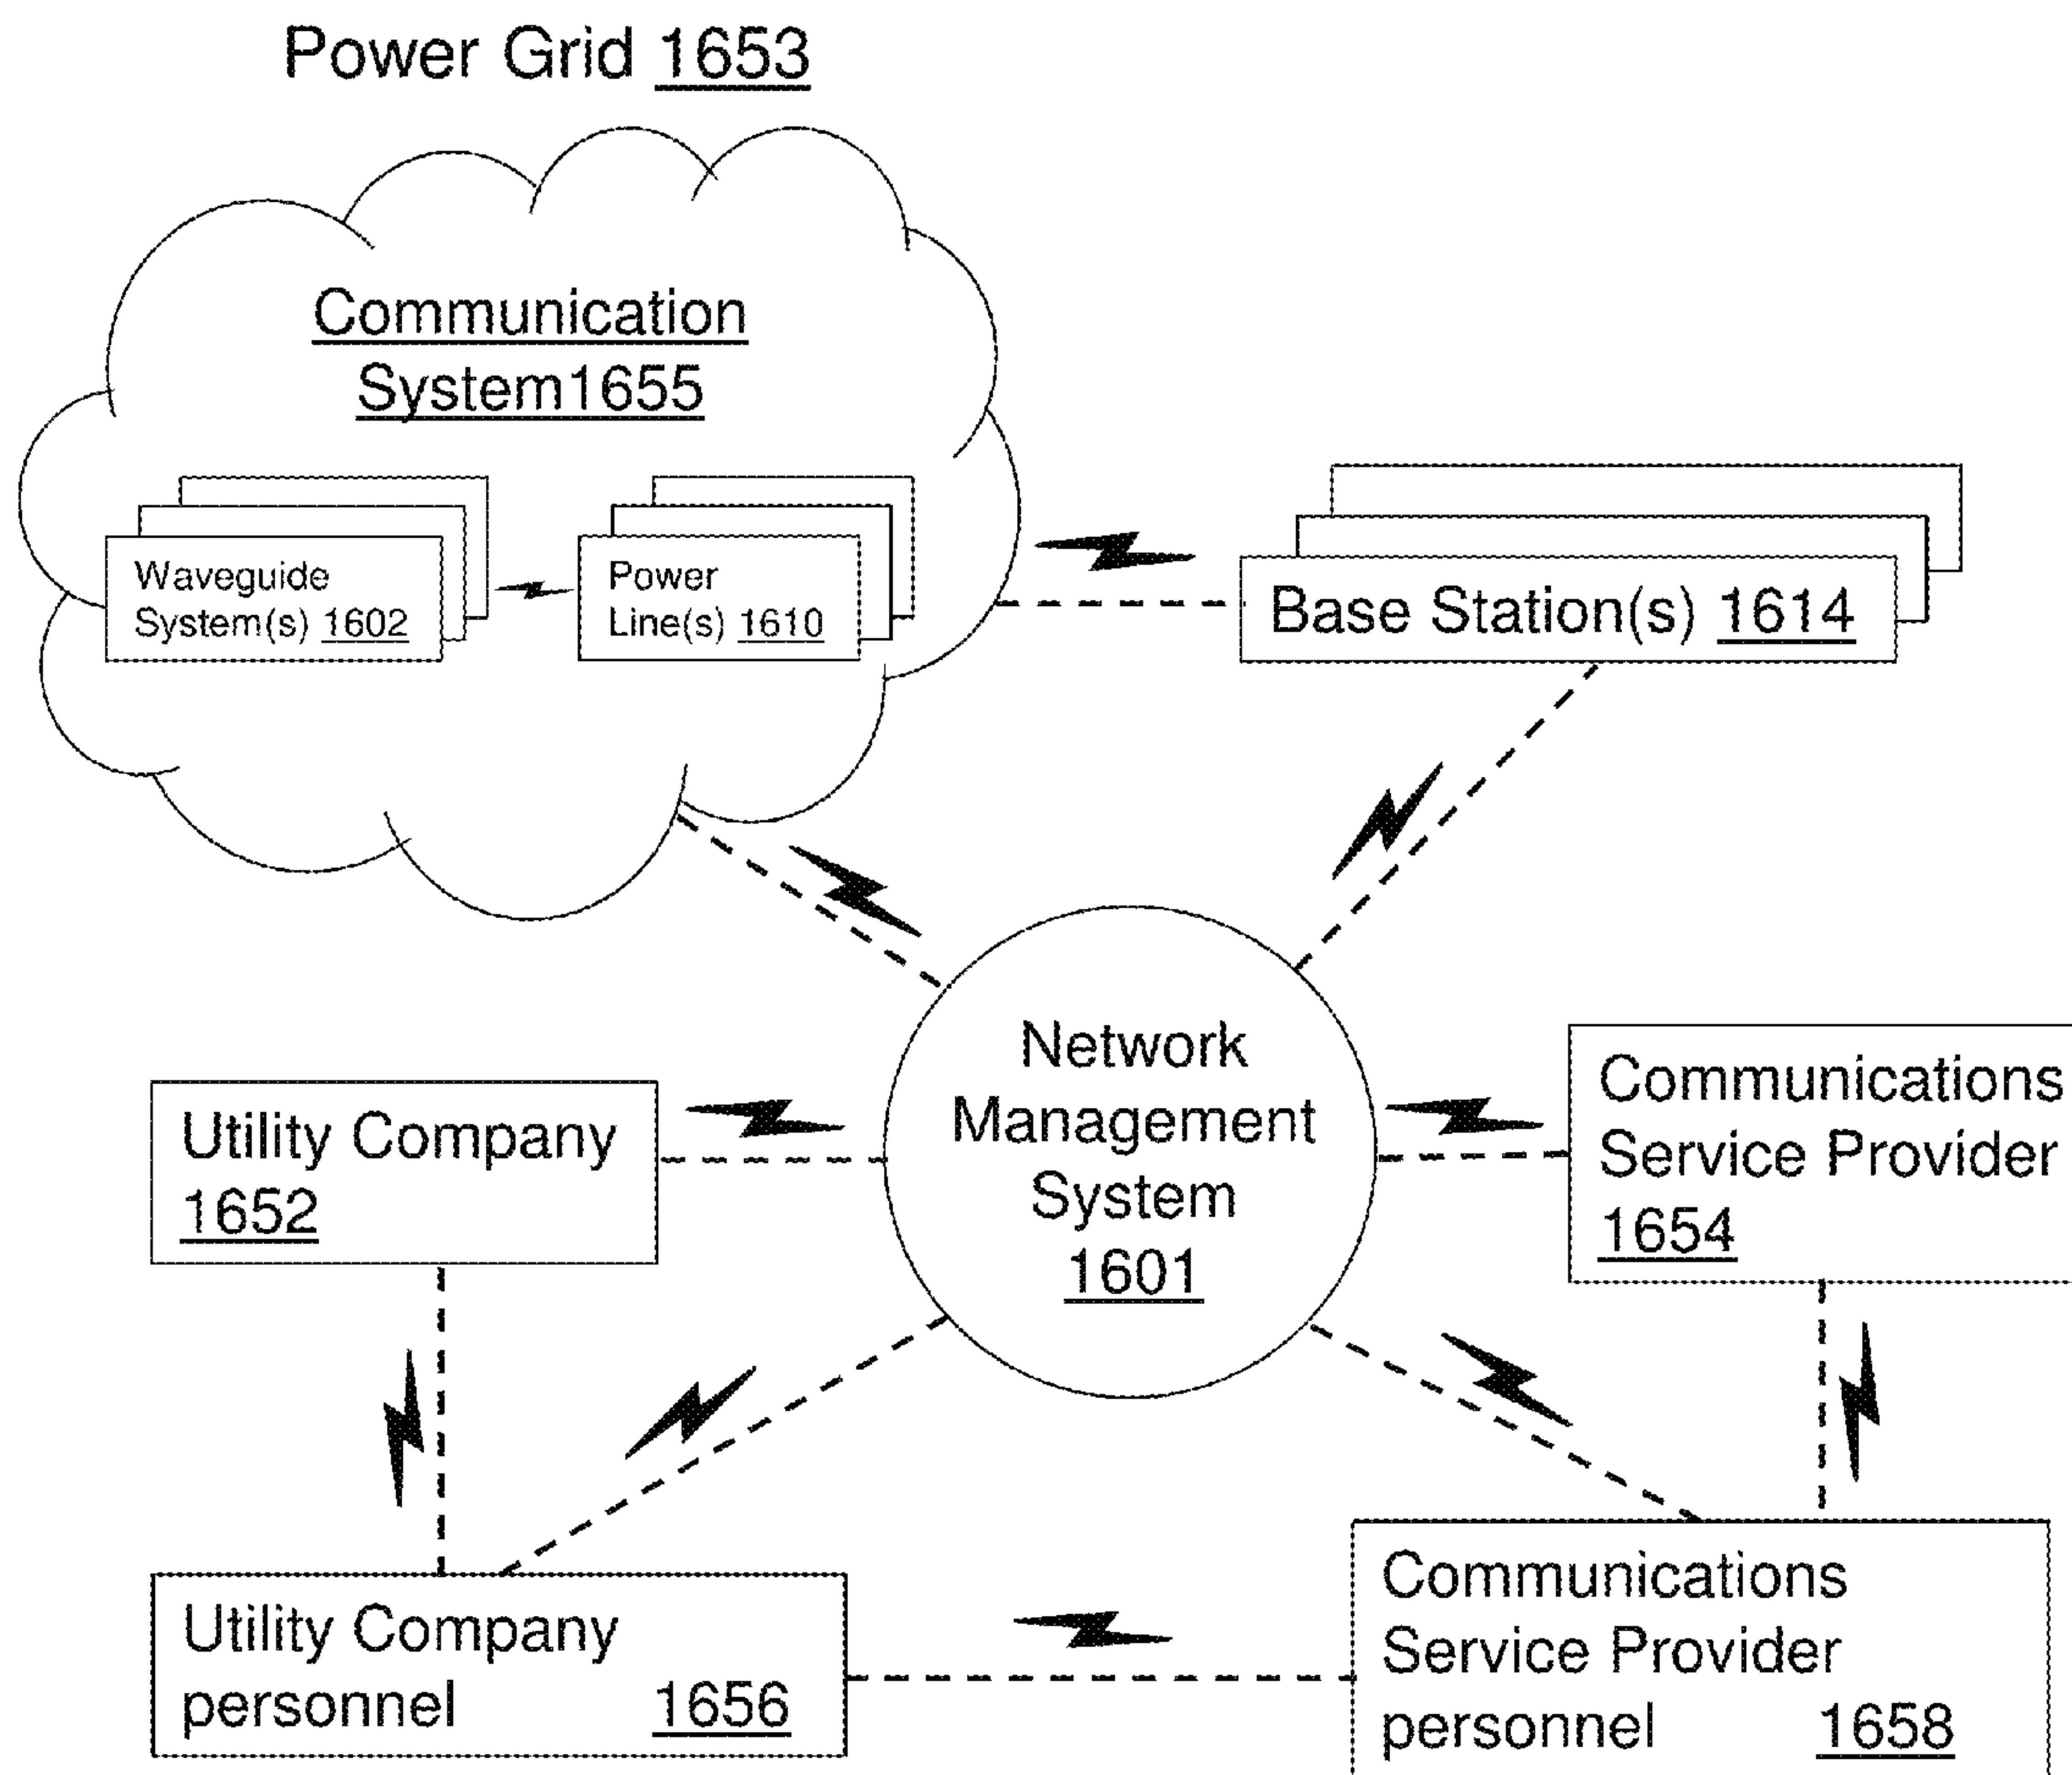 Power Grid 1653
Communication
System1655
Waveguide
System(s) 1602
Power
Line(s) 1610
Base Station(s) 1614
Network
Management
System
1601
Utility Company
1652
Communications
Service Provider
1654
Utility Company
personnel 1656
Communications
Service Provider
personnel 1658